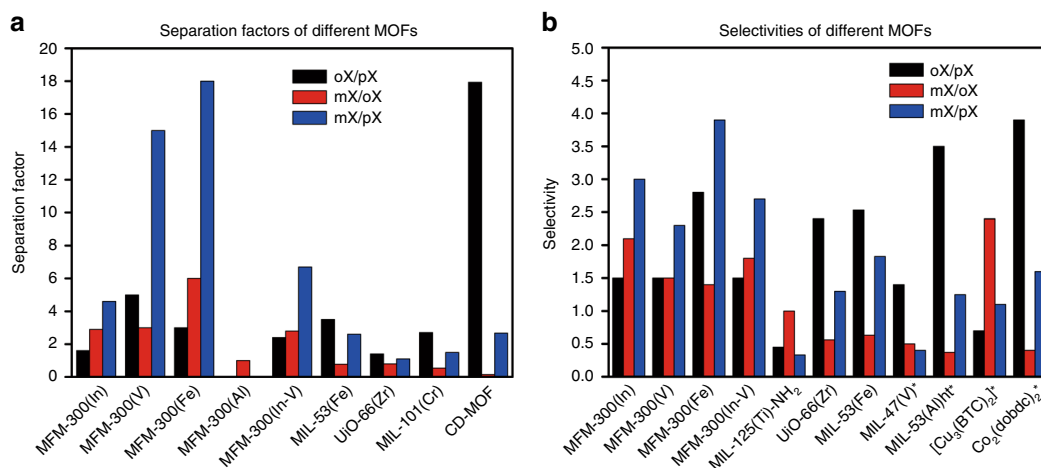 a
Separation factors of different MOFs
20
18
16
14
12
10
8
6
4
2
0
Separation factor
oX/pX
mX/oX
mX/pX
MFM-300(In)
MFM-300(V)
MFM-300(Fe)
MFM-300(Al)
MFM-300(In-V)
MIL-53(Fe)
UiO-66(Zr)
MIL-101(Cr)
CD-MOF
b
Selectivities of different MOFs
5.0
4.5
4.0
3.5
3.0
2.5
2.0
1.5
1.0
0.5
0.0
Selectivity
oX/pX
mX/oX
mX/pX
MFM-300(In)
MFM-300(V)
MFM-300(Fe)
MFM-300(In-V)
MIL-125(Ti)-NH₂
UiO-66(Zr)
MIL-53(Fe)
MIL-47(V)*
MIL-53(Al)ht*
[Cu₃(BTC)₂]*
Co₂(dobdc)₂*